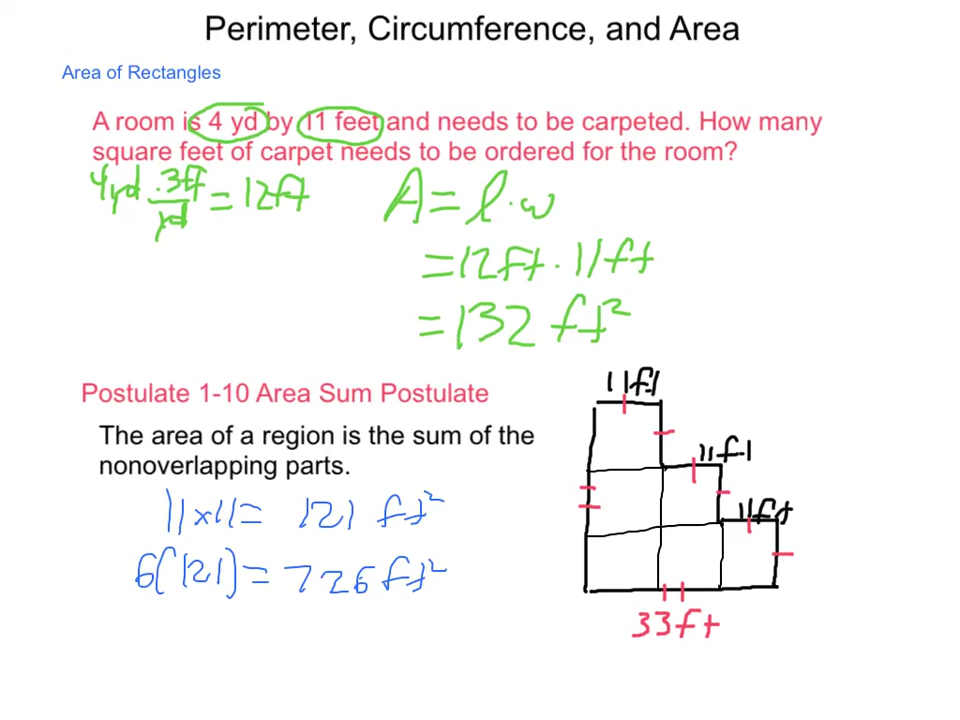 Perimeter, Circumference, and Area
Area of Rectangles
A room is 4 yd by 11 feet and needs to be carpeted. How many
square feet of carpet needs to be ordered for the room?
4yd · 3ft/yd = 12ft
A = l · w
= 12ft · 11ft
= 132 ft²
Postulate 1-10 Area Sum Postulate
The area of a region is the sum of the
nonoverlapping parts.
11x11= 121 ft²
6(121) = 726 ft²
11ft
11ft
11ft
33ft